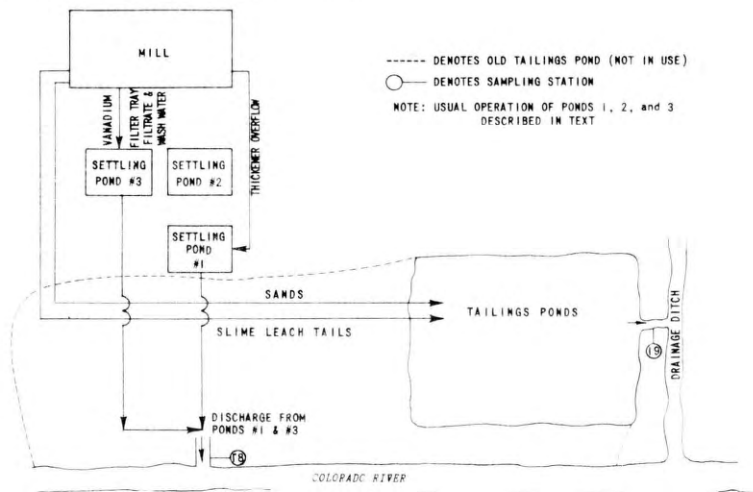 MILL
----- DENOTES OLD TAILINGS POND (NOT IN USE)
DENOTES SAMPLING STATION
NOTE: USUAL OPERATION OF PONDS 1, 2, and 3
DESCRIBED IN TEXT
VANADIUM
FILTER TRAY
FILTRATE &
WASH WATER
THICKENER OVERFLOW
SETTLING
POND #3
SETTLING
POND #2
SETTLING
POND
#1
SANDS
SLIME LEACH TAILS
TAILINGS PONDS
19
DRAINAGE DITCH
DISCHARGE FROM
PONDS #1 & #3
18
COLORADO RIVER